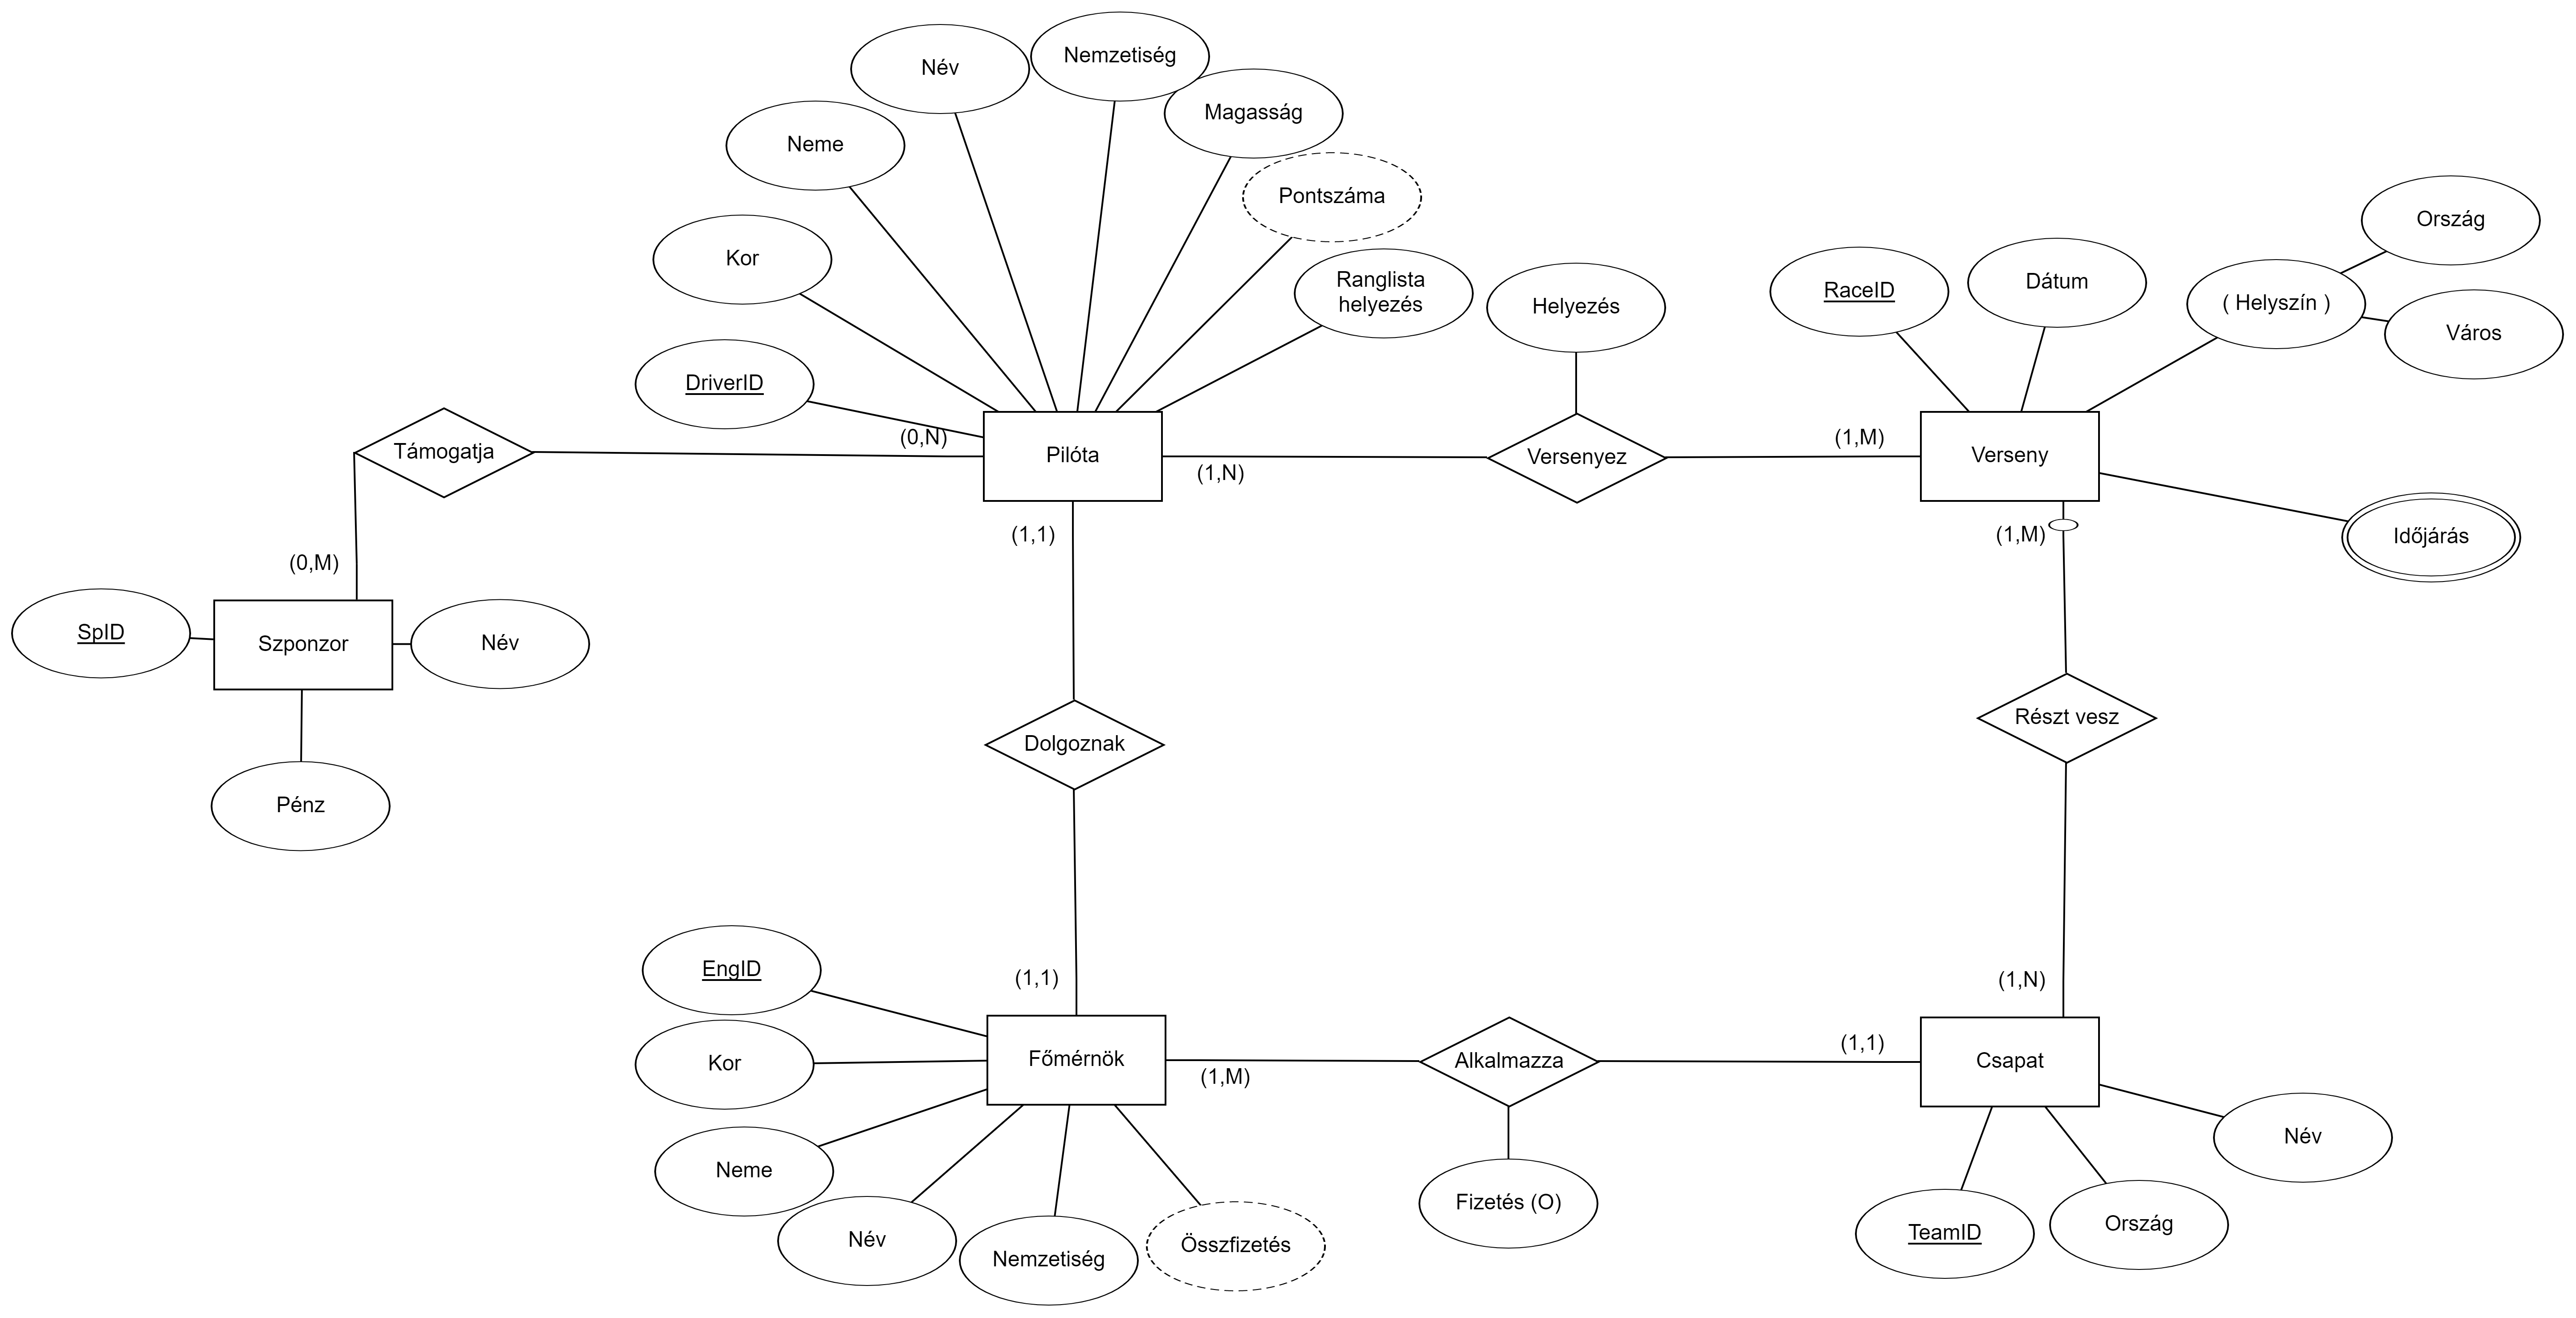 Nemzetiség
Név
Magasság
Neme
Pontszáma
Ország
Kor
Ranglista
helyezés
Helyezés
RaceID
Dátum
( Helyszín )
Város
DriverID
(0,N)
(1,M)
Támogatja
Pilóta
Versenyez
Verseny
(1,N)
(1,1)
(1,M)
Időjárás
(0,M)
SpID
Szponzor
Név
Részt vesz
Dolgoznak
Pénz
EngID
(1,1)
(1,N)
Kor
Főmérnök
(1,M)
Alkalmazza
(1,1)
Csapat
Név
Neme
Fizetés (O)
Név
Nemzetiség
Összfizetés
TeamID
Ország